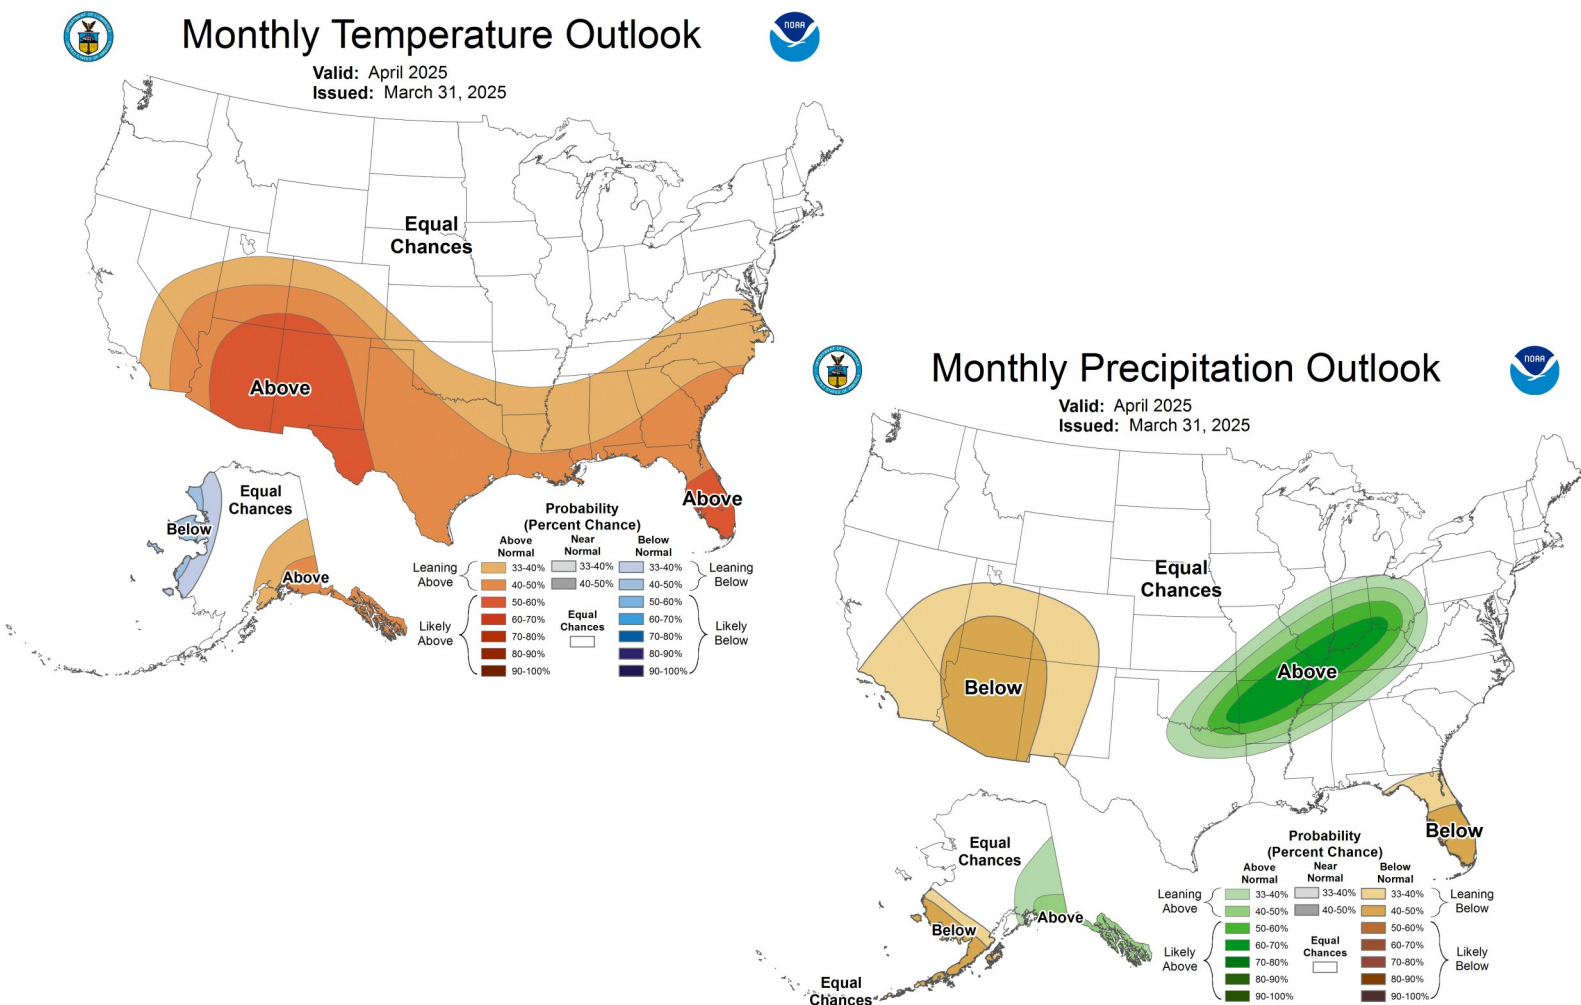 Monthly Temperature Outlook
NOAA
Valid: April 2025
Issued: March 31, 2025
Equal
Chances
Above
Above
Equal
Chances
Below
Above
Probability
(Percent Chance)
Above
Normal
Near
Normal
Below
Normal
Leaning
Above
33-40%
33-40%
33-40%
Leaning
Below
40-50%
40-50%
40-50%
50-60%
50-60%
Likely
Above
60-70%
Equal
Chances
60-70%
Likely
Below
70-80%
70-80%
80-90%
80-90%
90-100%
90-100%
Monthly Precipitation Outlook
NOAA
Valid: April 2025
Issued: March 31, 2025
Equal
Chances
Below
Above
Below
Equal
Chances
Above
Below
Equal
Chances
Probability
(Percent Chance)
Above
Normal
Near
Normal
Below
Normal
Leaning
Above
33-40%
33-40%
33-40%
Leaning
Below
40-50%
40-50%
40-50%
50-60%
50-60%
Likely
Above
60-70%
Equal
Chances
60-70%
Likely
Below
70-80%
70-80%
80-90%
80-90%
90-100%
90-100%